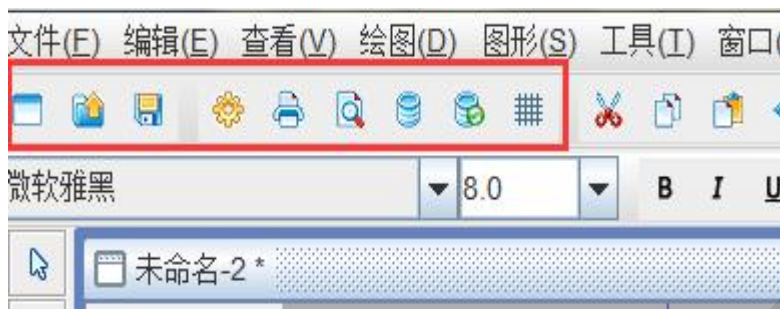 文件(F) 编辑(E) 查看(V) 绘图(D) 图形(S) 工具(T) 窗口(
微软雅黑 8.0 B I U
未命名-2 *